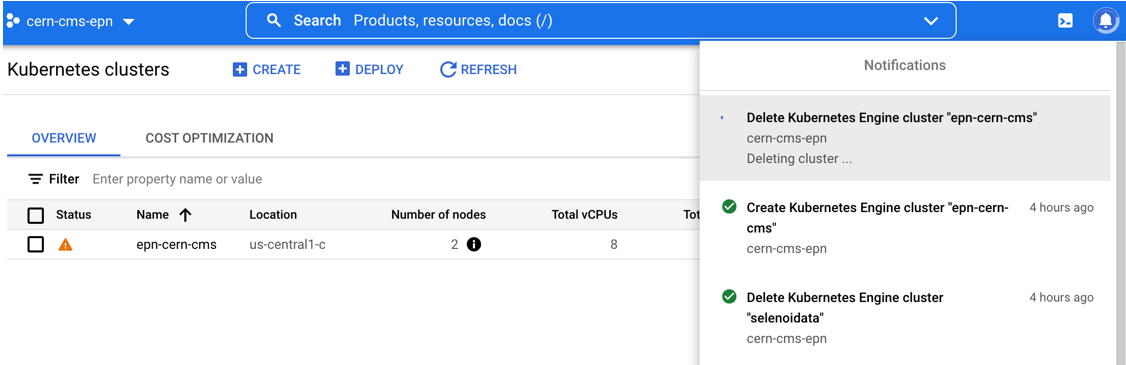 cern-cms-epn
Search Products, resources, docs (/)
Kubernetes clusters
CREATE
DEPLOY
REFRESH
OVERVIEW
COST OPTIMIZATION
Filter Enter property name or value
Status Name Location Number of nodes Total vCPUs Tot
epn-cern-cms us-central1-c 2 8
Notifications
Delete Kubernetes Engine cluster "epn-cern-cms"
cern-cms-epn
Deleting cluster ...
Create Kubernetes Engine cluster "epn-cern- 4 hours ago
cms"
cern-cms-epn
Delete Kubernetes Engine cluster 4 hours ago
"selenoidata"
cern-cms-epn